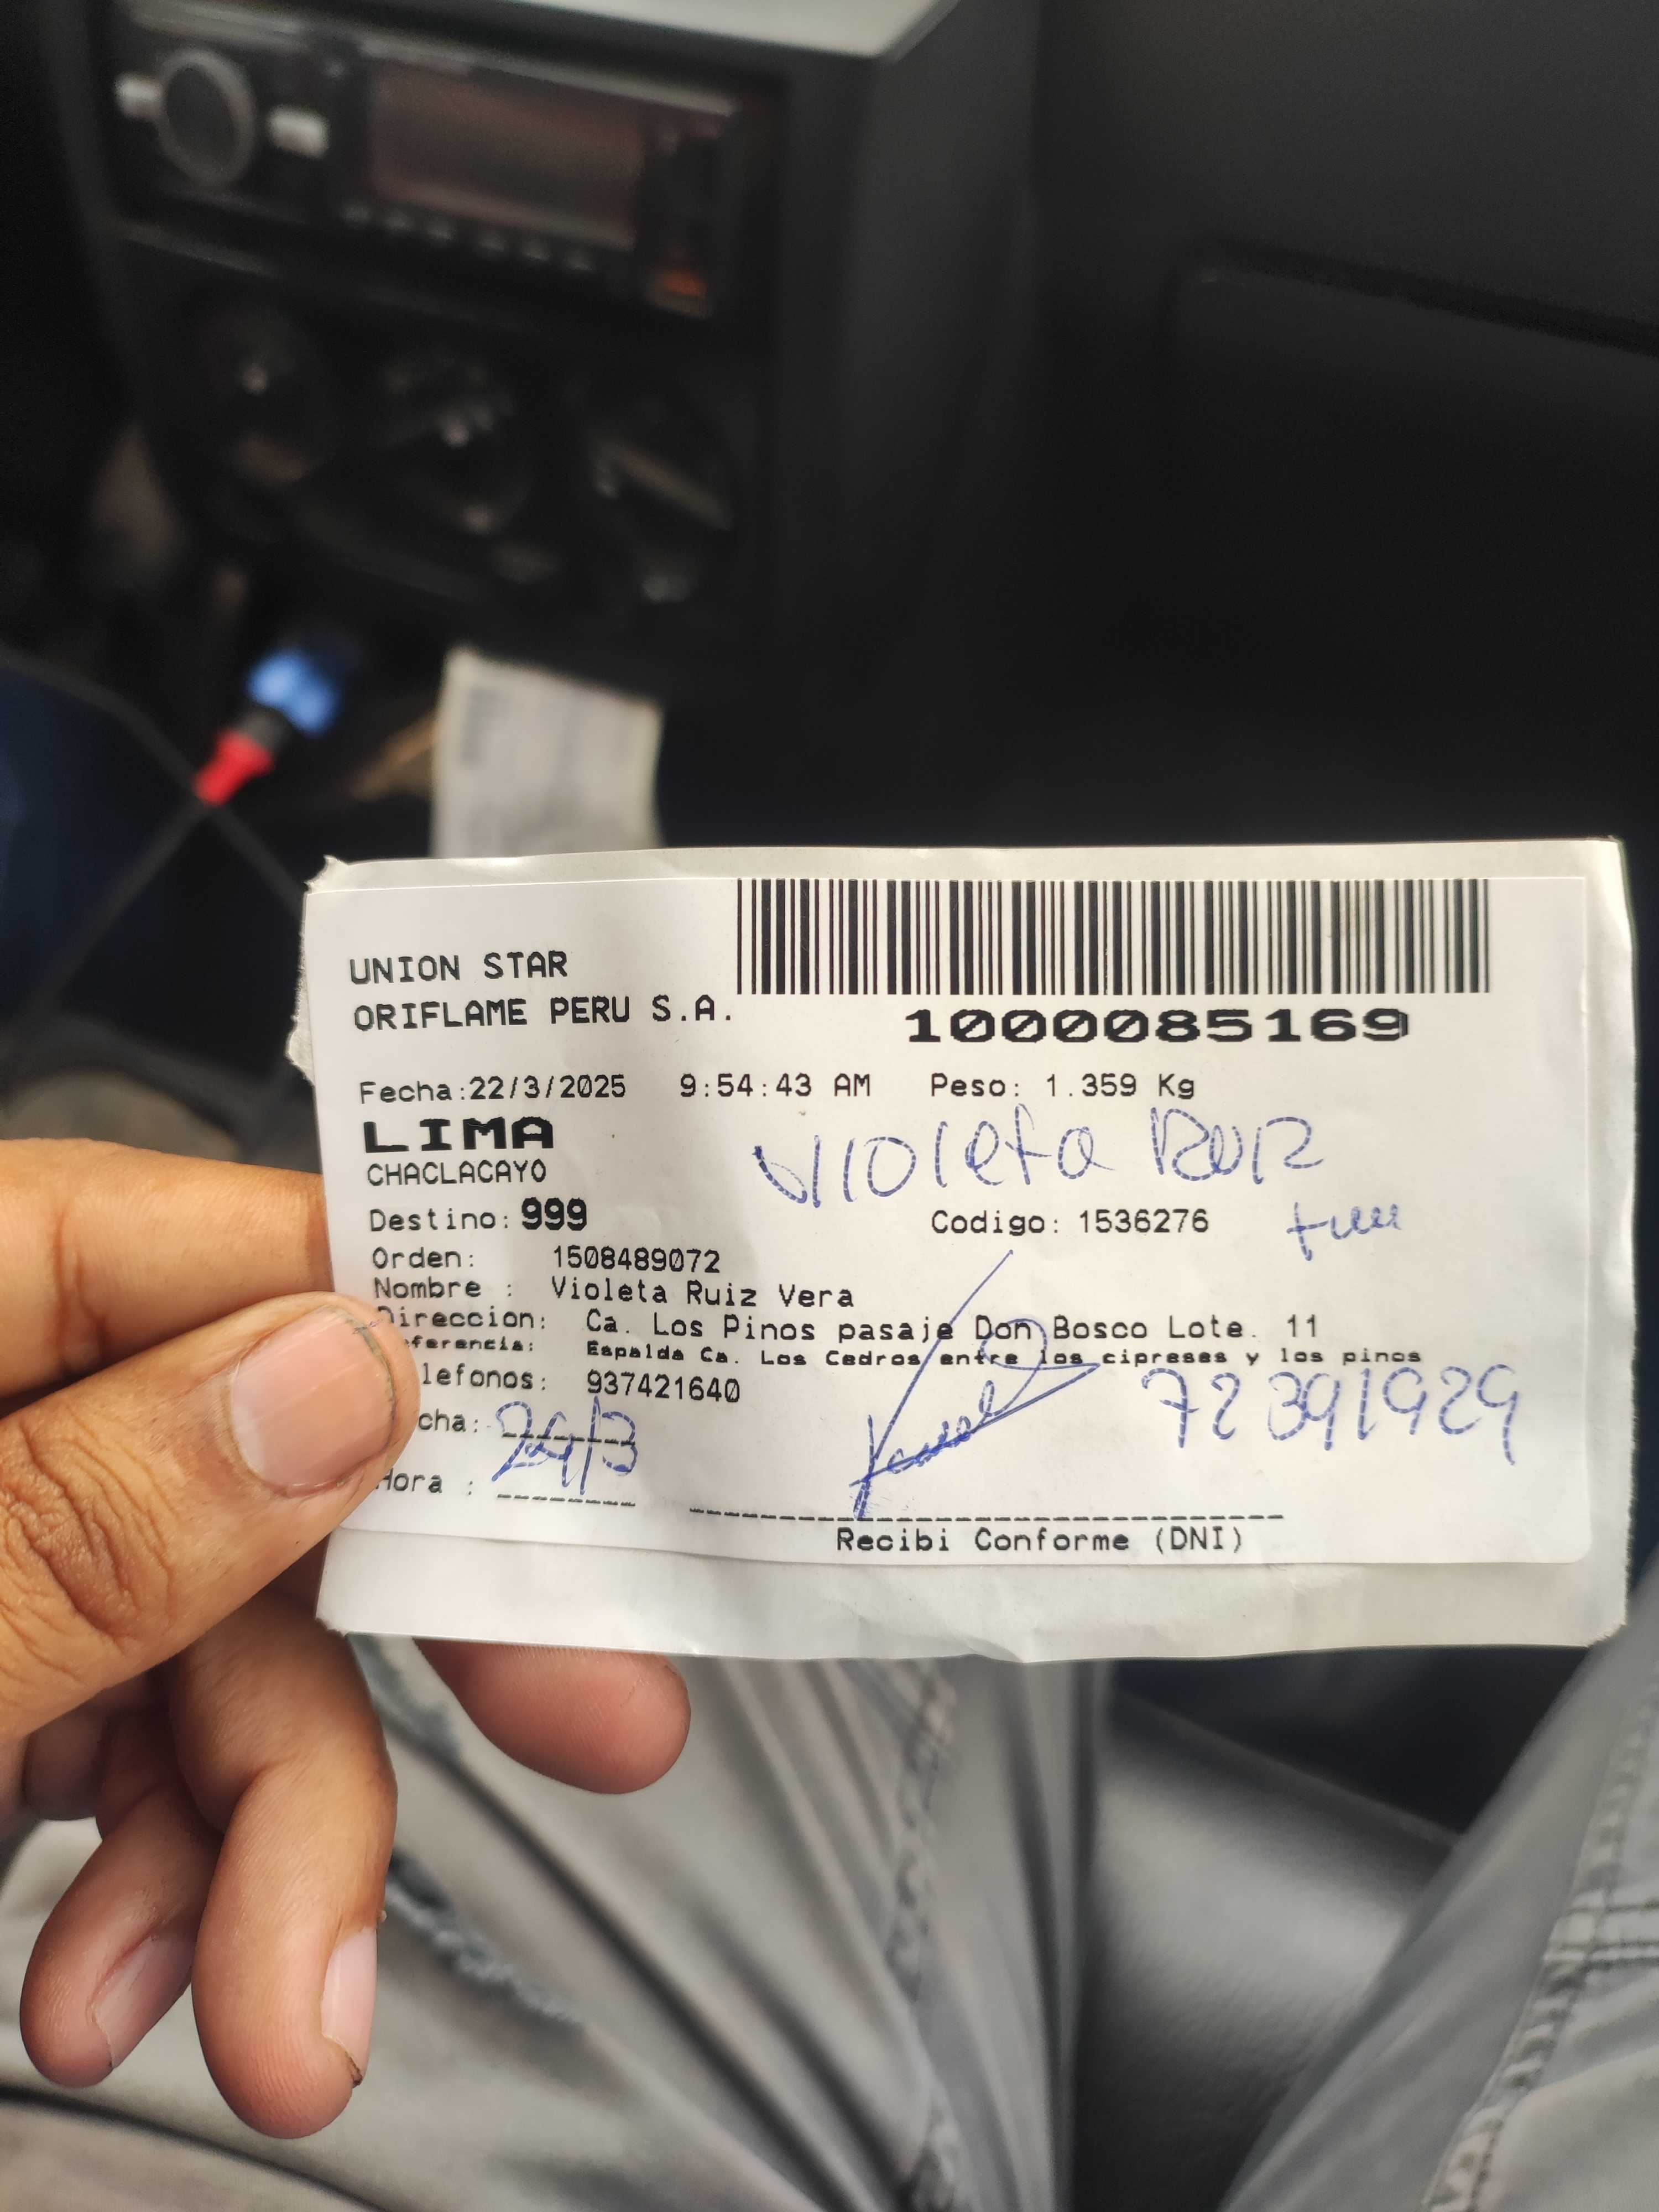 UNION STAR
ORIFLAME PERU S.A.
1000085169
Fecha:22/3/2025 9:54:43 AM Peso: 1.359 Kg
LIMA
Violeta Ruiz
CHACLACAYO
Destino: 999 Codigo: 1536276
Orden: 1508489072
Nombre : Violeta Ruiz Vera
Direccion: Ca. Los Pinos pasaje Don Bosco Lote. 11
eferencia: Espalda Ca. Los Cedros entre los cipreses y los pinos
lefonos: 937421640
72391929
cha: 24/3
Hora :
Recibi Conforme (DNI)